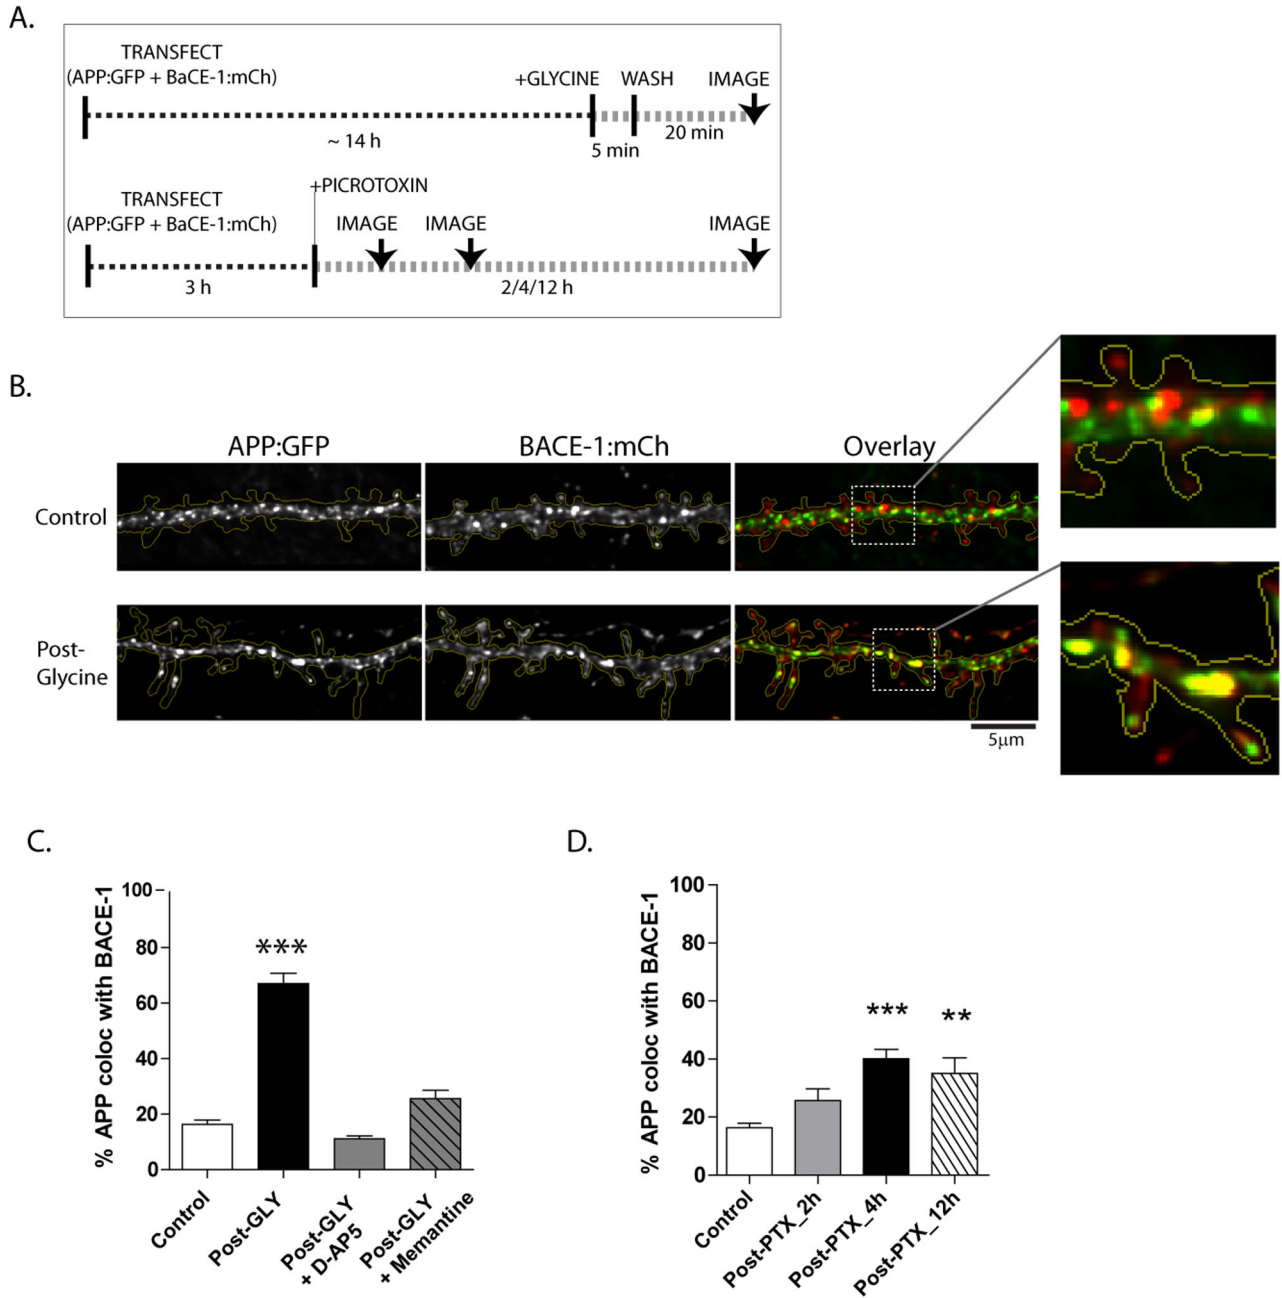 A.
TRANSFECT
(APP:GFP + BaCE-1:mCh)
+GLYCINE WASH IMAGE
~ 14 h
5 min
20 min
+PICROTOXIN
TRANSFECT
(APP:GFP + BaCE-1:mCh)
IMAGE IMAGE IMAGE
3 h
2/4/12 h
B.
APP:GFP BACE-1:mCh Overlay
Control
Post-
Glycine
5µm
C.
% APP coloc with BACE-1
100
80
60
40
20
0
***
Control
Post-GLY
Post-GLY
+ D-AP5
Post-GLY
+ Memantine
D.
% APP coloc with BACE-1
100
80
60
40
20
0
***
**
Control
Post-PTX_2h
Post-PTX_4h
Post-PTX_12h